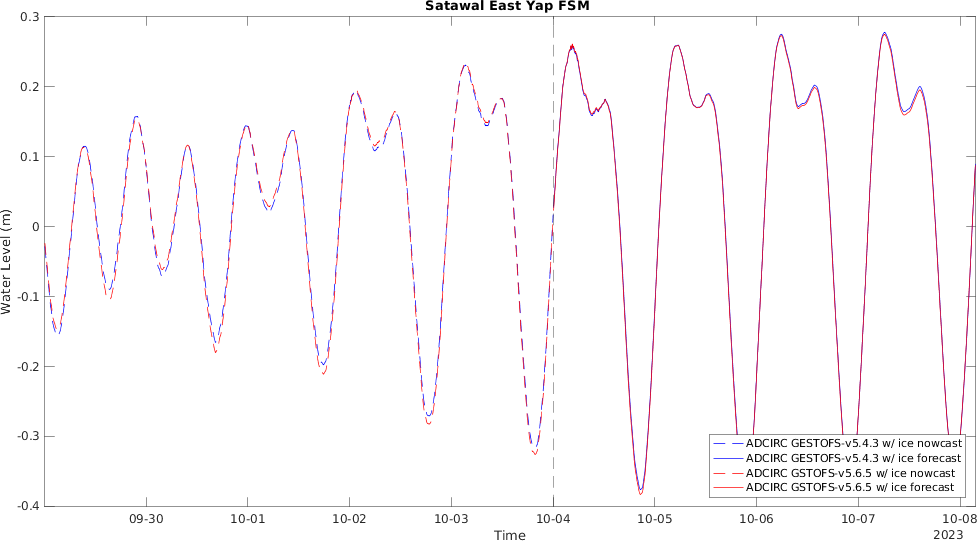 Satawal East Yap FSM
Water Level (m)
0.3
0.2
0.1
0
-0.1
-0.2
-0.3
-0.4
09-30
10-01
10-02
10-03
10-04
10-05
10-06
10-07
10-08
2023
Time
ADCIRC GESTOFS-v5.4.3 w/ ice nowcast
ADCIRC GESTOFS-v5.4.3 w/ ice forecast
ADCIRC GSTOFS-v5.6.5 w/ ice nowcast
ADCIRC GSTOFS-v5.6.5 w/ ice forecast